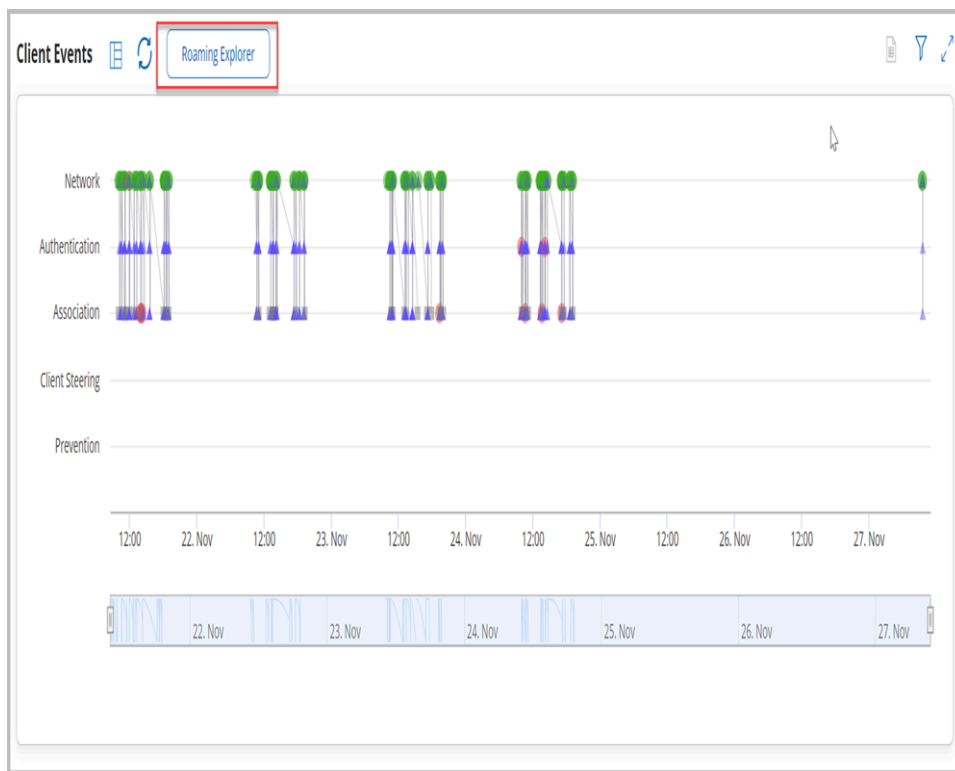 Client Events Roaming Explorer
Network
Authentication
Association
Client Steering
Prevention
12:00 22. Nov 12:00 23. Nov 12:00 24. Nov 12:00 25. Nov 12:00 26. Nov 12:00 27. Nov
22. Nov 23. Nov 24. Nov 25. Nov 26. Nov 27. Nov